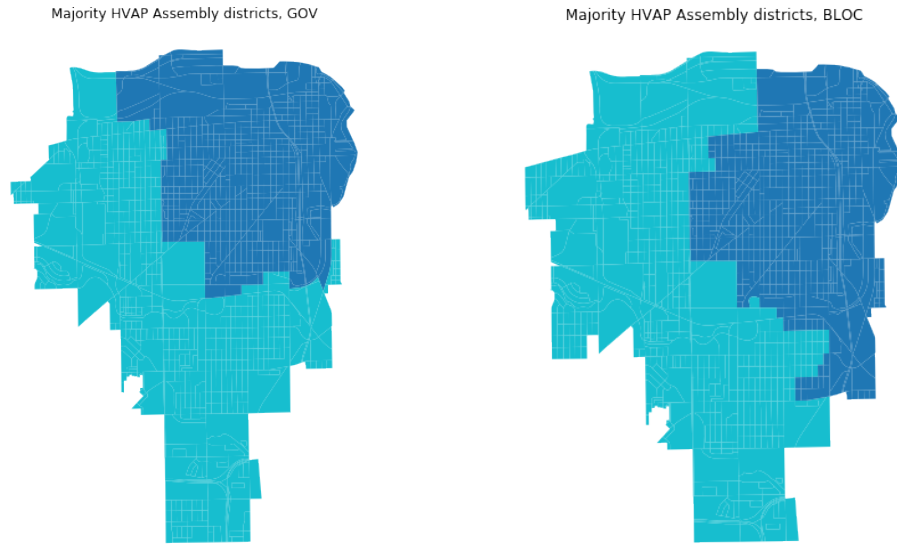 Majority HVAP Assembly districts, GOV
Majority HVAP Assembly districts, BLOC